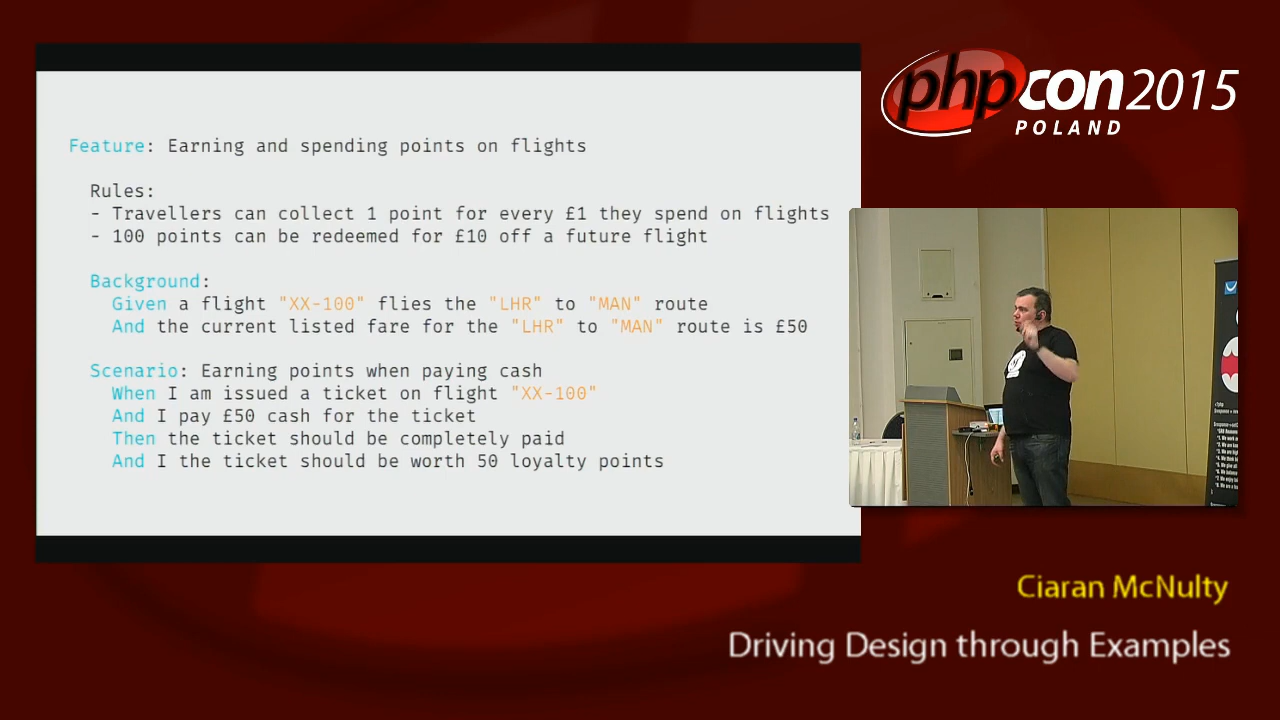 Feature: Earning and spending points on flights
Rules:
- Travellers can collect 1 point for every £1 they spend on flights
- 100 points can be redeemed for £10 off a future flight
Background:
Given a flight "XX-100" flies the "LHR" to "MAN" route
And the current listed fare for the "LHR" to "MAN" route is £50
Scenario: Earning points when paying cash
When I am issued a ticket on flight "XX-100"
And I pay £50 cash for the ticket
Then the ticket should be completely paid
And I the ticket should be worth 50 loyalty points
phpcon 2015
POLAND
Ciaran McNulty
Driving Design through Examples